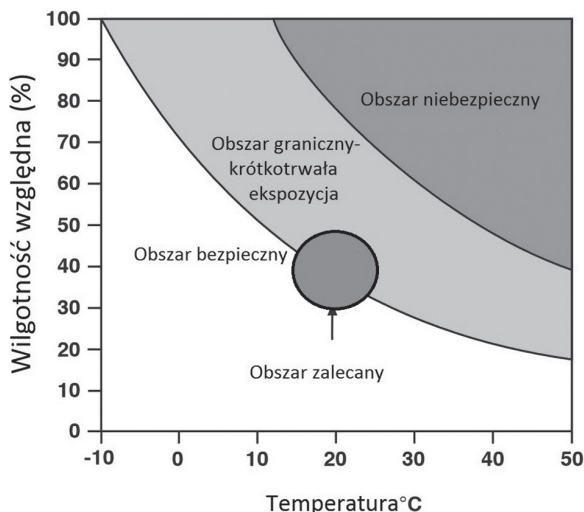 100
90
80
70
60
50
40
30
20
10
0
Wilgotność względna (%)
Obszar niebezpieczny
Obszar graniczny-
krótkotrwała
ekspozycja
Obszar bezpieczny
Obszar zalecany
-10 0 10 20 30 40 50
Temperatura°C